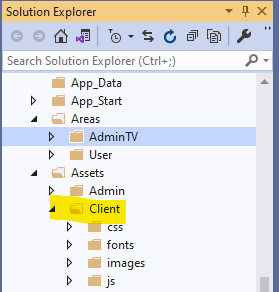 Solution Explorer
Search Solution Explorer (Ctrl+;)
App_Data
App_Start
Areas
AdminTV
User
Assets
Admin
Client
css
fonts
images
js